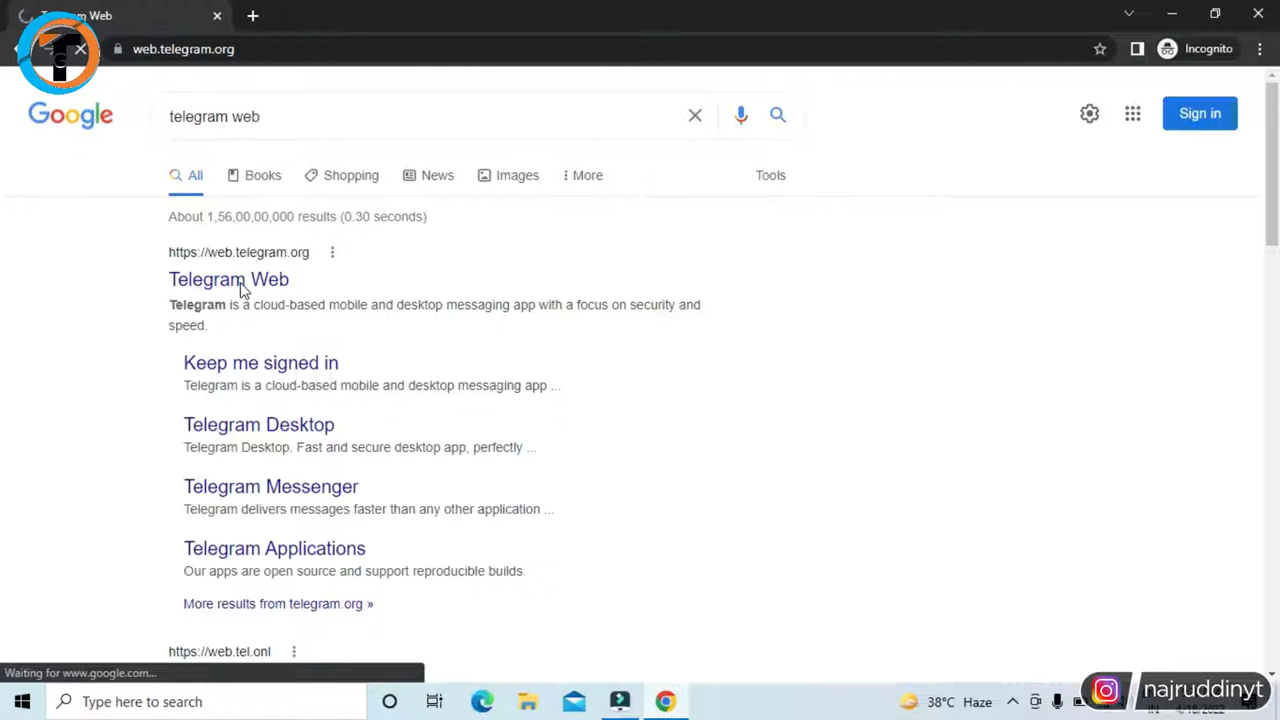 Telegram Web
web.telegram.org
Incognito
T
G
Google
telegram web
Sign in
All
Books
Shopping
News
Images
More
Tools
About 1,56,00,00,000 results (0.30 seconds)
https://web.telegram.org
Telegram Web
Telegram is a cloud-based mobile and desktop messaging app with a focus on security and
speed.
Keep me signed in
Telegram is a cloud-based mobile and desktop messaging app ...
Telegram Desktop
Telegram Desktop. Fast and secure desktop app, perfectly ...
Telegram Messenger
Telegram delivers messages faster than any other application ...
Telegram Applications
Our apps are open source and support reproducible builds.
More results from telegram.org »
https://web.tel.onl
Waiting for www.google.com...
Type here to search
38°C Haze
najruddinyt
IN
4/18/2022